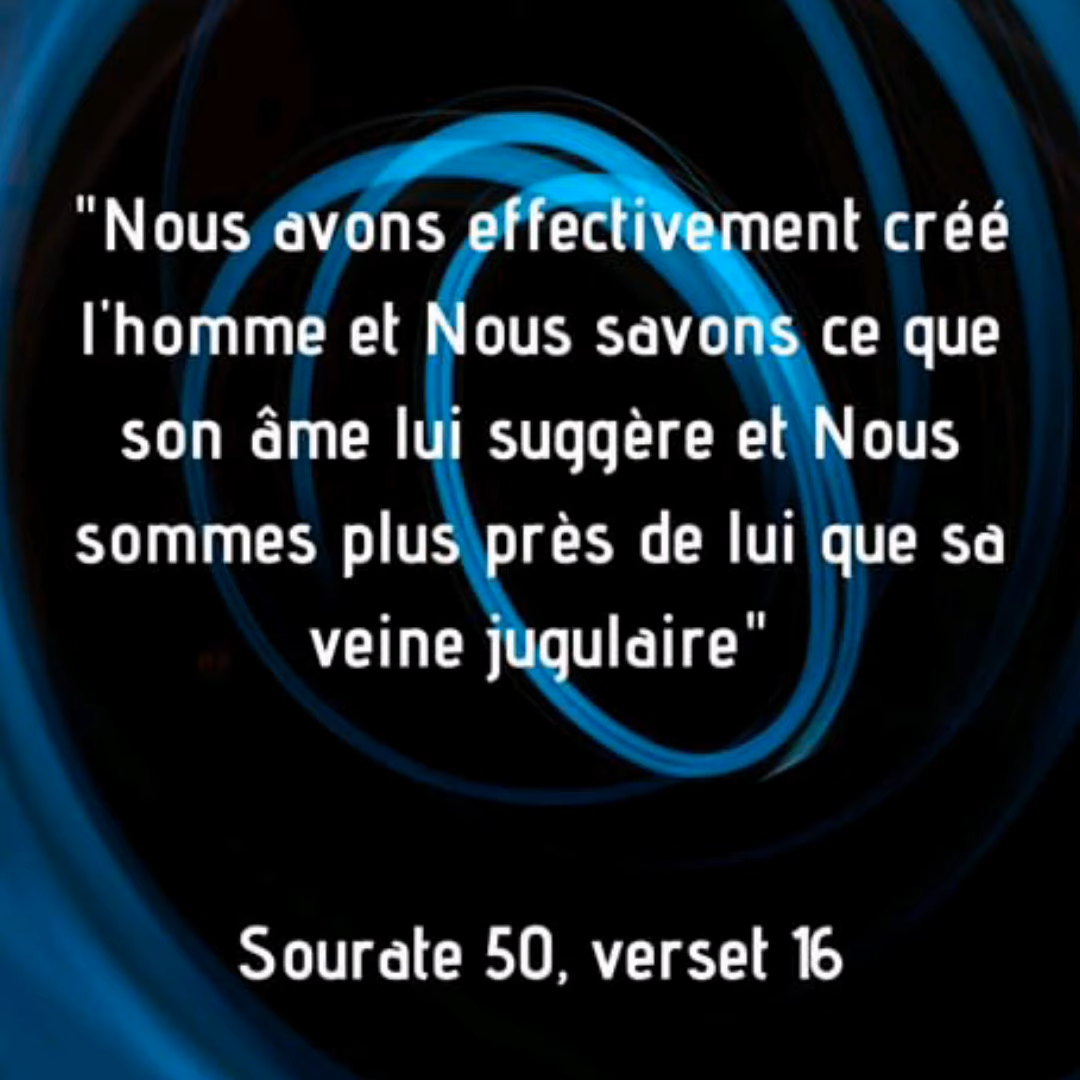 "Nous avons effectivement créé
l'homme et Nous savons ce que
son âme lui suggère et Nous
sommes plus près de lui que sa
veine jugulaire"
Sourate 50, verset 16